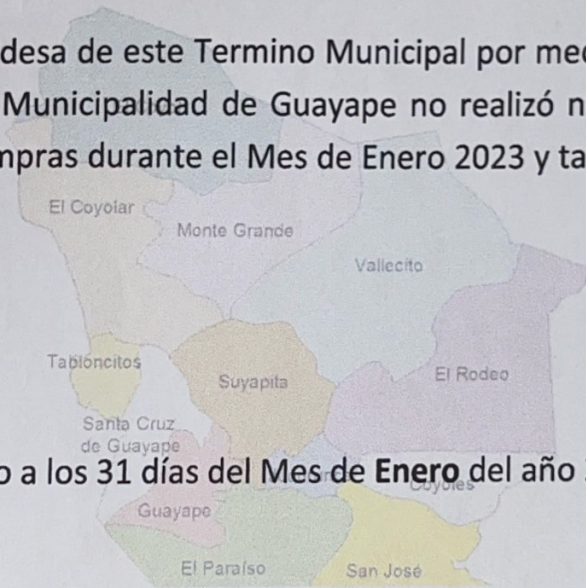 desa de este Termino Municipal por
Municipalidad de Guayape no realizó
mpras durante el Mes de Enero 2023 y
El Coyolar
Monte Grande
Vallecito
Tabloncitos
Suyapita
El Rodeo
Santa Cruz
de Guayape
o a los 31 días del Mes de Enero del año
Coyoles
Guayape
El Paraíso
San José